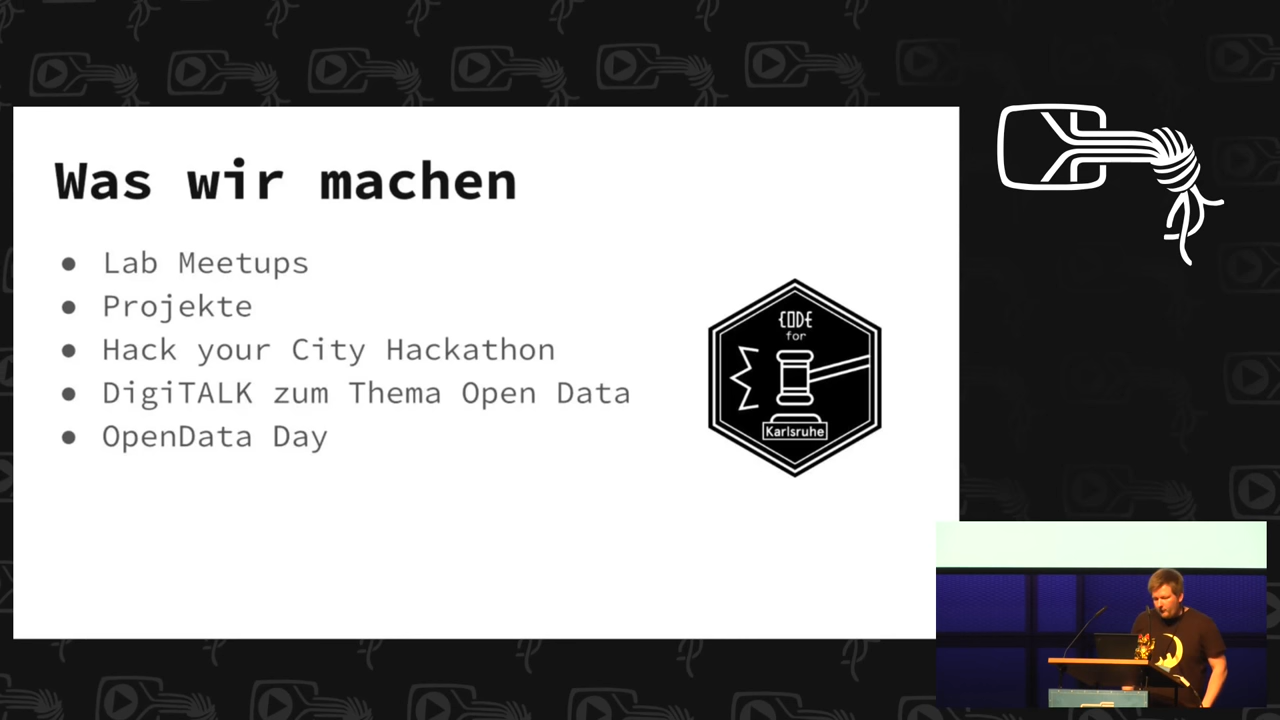 Was wir machen
● Lab Meetups
● Projekte
● Hack your City Hackathon
● DigiTALK zum Thema Open Data
● OpenData Day
CODE
for
Karlsruhe